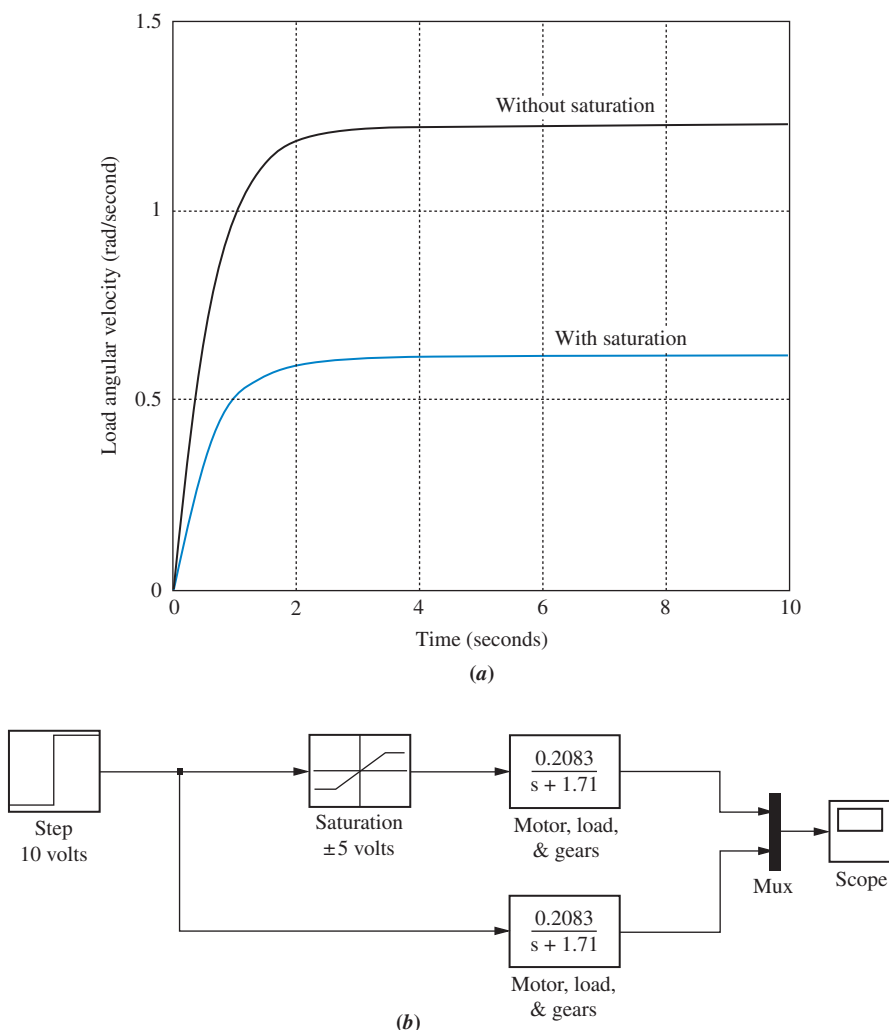 1.5
Without saturation
1
With saturation
0.5
0
Load angular velocity (rad/second)
0 2 4 6 8 10
Time (seconds)
(a)
Step
10 volts
Saturation
±5 volts
0.2083
s + 1.71
Motor, load,
& gears
0.2083
s + 1.71
Motor, load,
& gears
Mux
Scope
(b)